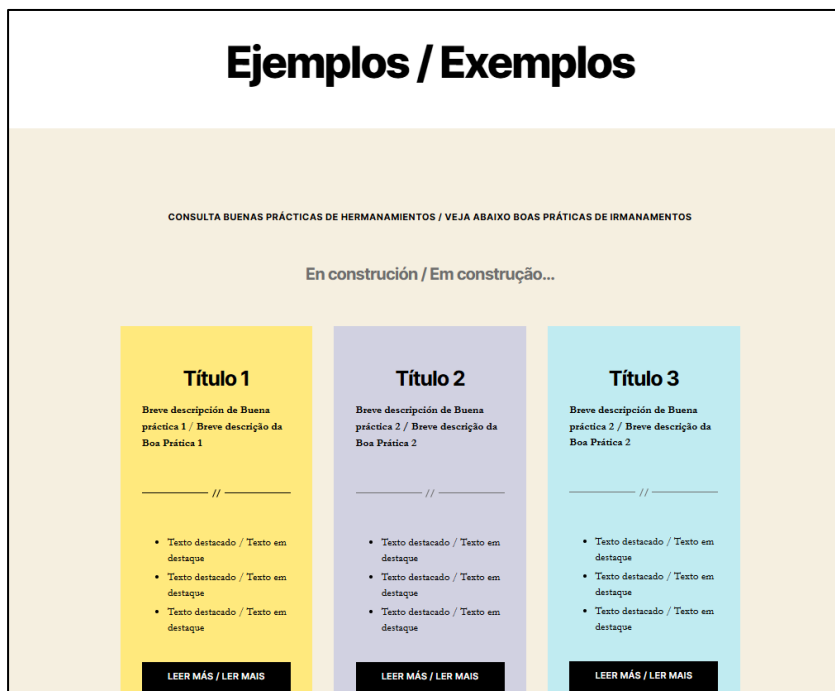 Ejemplos / Exemplos
CONSULTA BUENAS PRÁCTICAS DE HERMANAMIENTOS / VEJA ABAIXO BOAS PRÁTICAS DE IRMANAMENTOS
En construción / Em construção...
Título 1
Breve descripción de Buena
práctica 1 / Breve descrição da
Boa Prática 1
//
Texto destacado / Texto em
destaque
Texto destacado / Texto em
destaque
Texto destacado / Texto em
destaque
LEER MÁS / LER MAIS
Título 2
Breve descripción de Buena
práctica 2 / Breve descrição da
Boa Prática 2
//
Texto destacado / Texto em
destaque
Texto destacado / Texto em
destaque
Texto destacado / Texto em
destaque
LEER MÁS / LER MAIS
Título 3
Breve descripción de Buena
práctica 2 / Breve descrição da
Boa Prática 2
//
Texto destacado / Texto em
destaque
Texto destacado / Texto em
destaque
Texto destacado / Texto em
destaque
LEER MÁS / LER MAIS